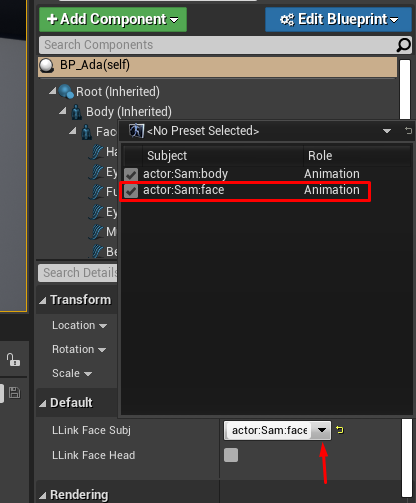 Add Component
Edit Blueprint
Search Components
BP_Ada(self)
Root (Inherited)
Body (Inherited)
Face
<No Preset Selected>
Ha
Subject Role
Ey
actor:Sam:body Animation
Fu
actor:Sam:face Animation
Ey
M
Be
Search Details
Transform
Location
Rotation
Scale
Default
LLink Face Subj actor:Sam:face
LLink Face Head
Rendering